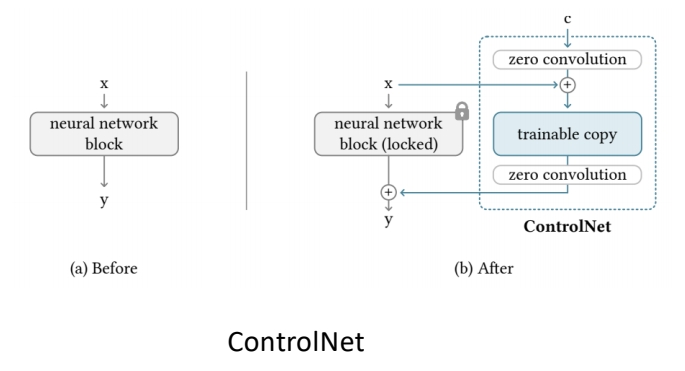 x
neural network
block
y
(a) Before
c
zero convolution
x
+
neural network
block (locked)
trainable copy
zero convolution
+
y
ControlNet
(b) After
ControlNet